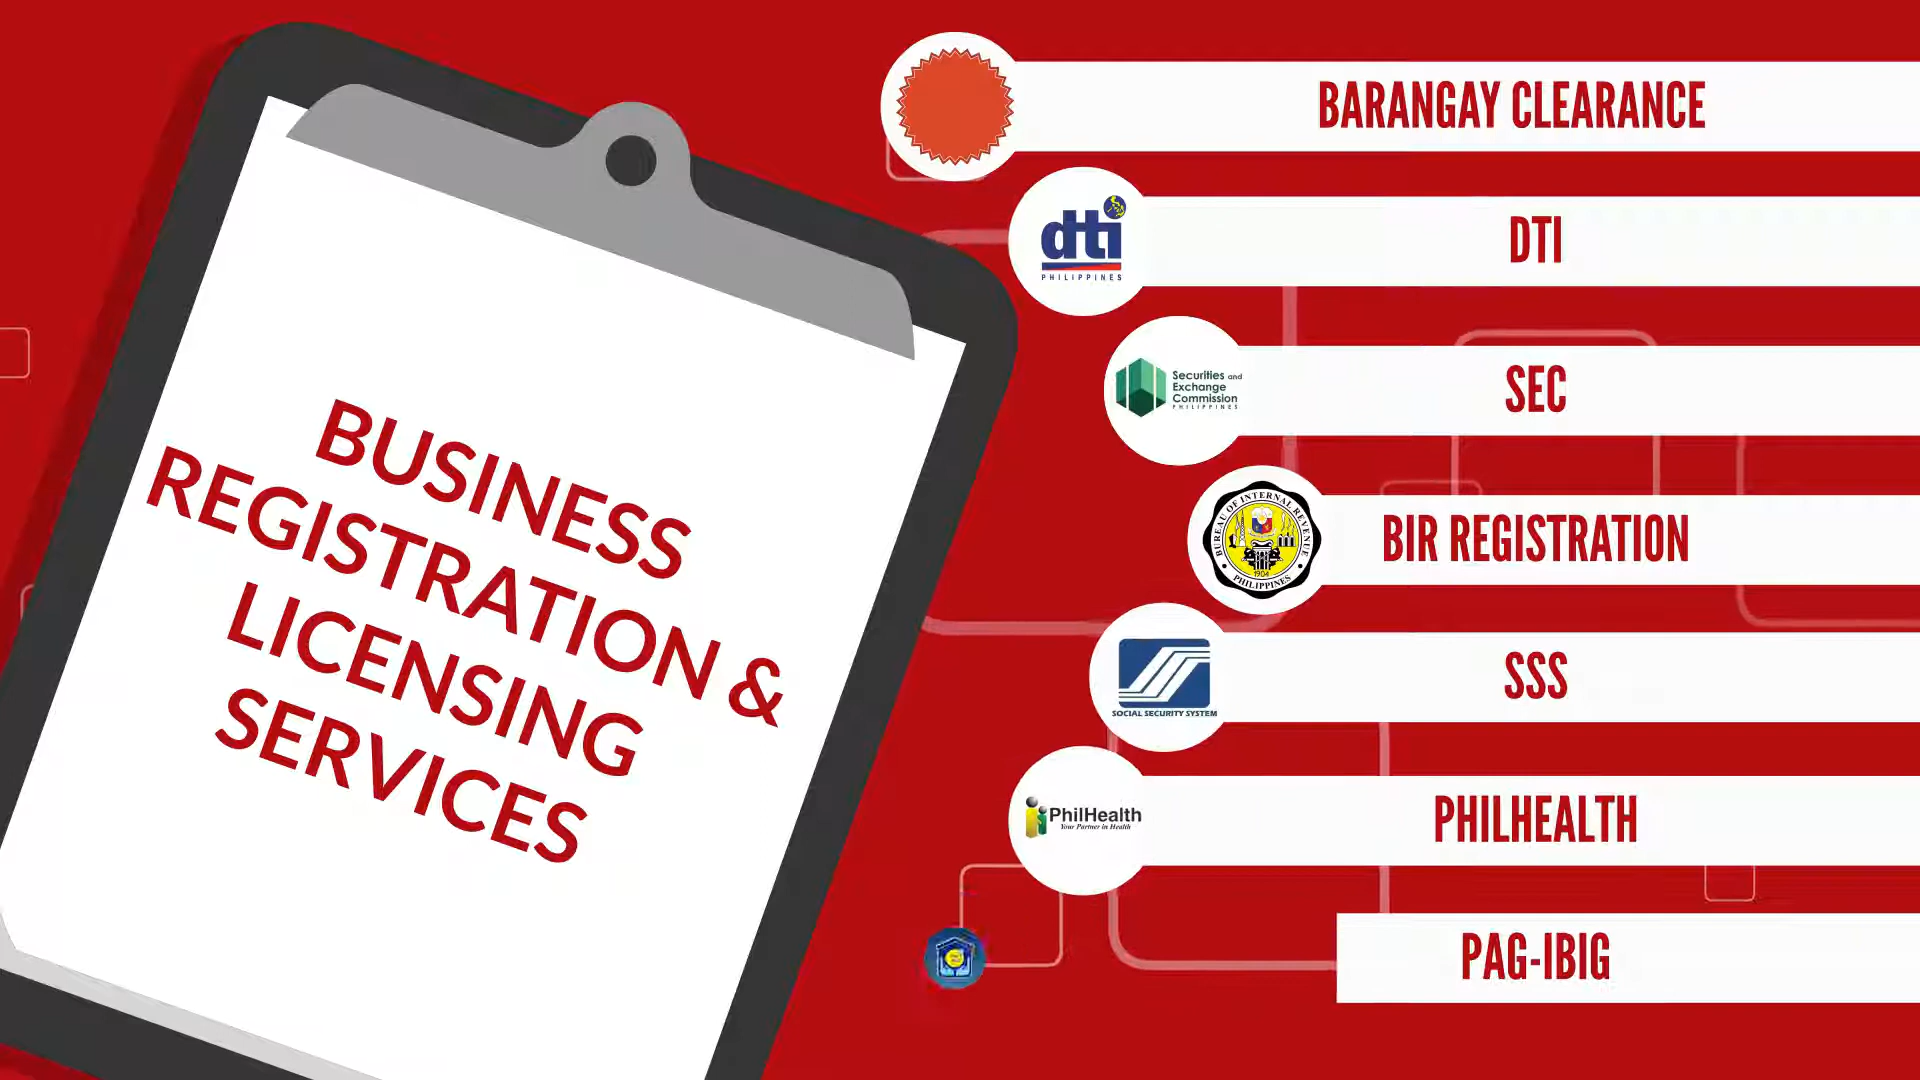 BUSINESS
REGISTRATION &
LICENSING
SERVICES
BARANGAY CLEARANCE
dti
PHILIPPINES
DTI
Securities and
Exchange
Commission
PHILIPPINES
SEC
BUREAU OF INTERNAL REVENUE
1904
PHILIPPINES
BIR REGISTRATION
SOCIAL SECURITY SYSTEM
SSS
PhilHealth
Your Partner in Health
PHILHEALTH
PAG-IBIG